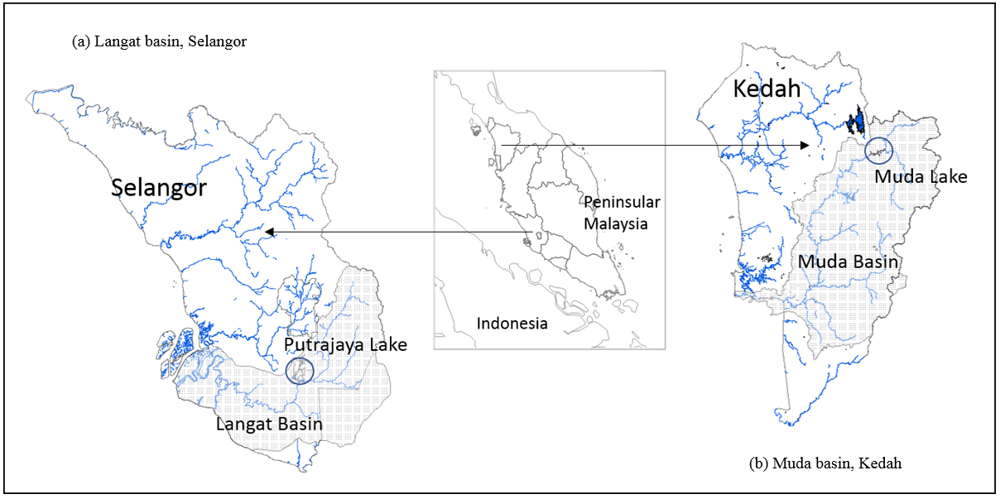 (a) Langat basin, Selangor
Selangor
Putrajaya Lake
Langat Basin
Peninsular
Malaysia
Indonesia
Kedah
Muda Lake
Muda Basin
(b) Muda basin, Kedah